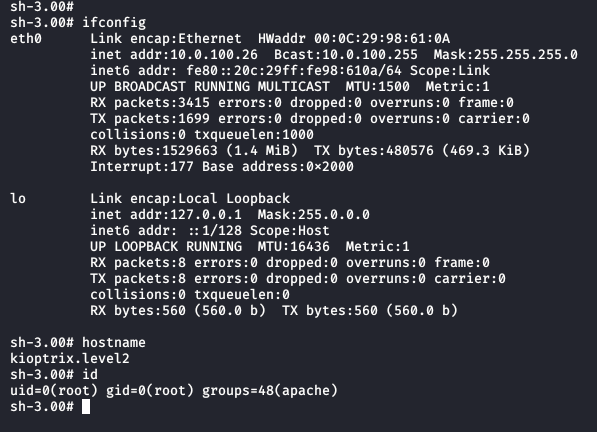 sh-3.00#
sh-3.00# ifconfig
eth0      Link encap:Ethernet  HWaddr 00:0C:29:98:61:0A
          inet addr:10.0.100.26  Bcast:10.0.100.255  Mask:255.255.255.0
          inet6 addr: fe80::20c:29ff:fe98:610a/64 Scope:Link
          UP BROADCAST RUNNING MULTICAST  MTU:1500  Metric:1
          RX packets:3415 errors:0 dropped:0 overruns:0 frame:0
          TX packets:1699 errors:0 dropped:0 overruns:0 carrier:0
          collisions:0 txqueuelen:1000
          RX bytes:1529663 (1.4 MiB)  TX bytes:480576 (469.3 KiB)
          Interrupt:177 Base address:0×2000

lo        Link encap:Local Loopback
          inet addr:127.0.0.1  Mask:255.0.0.0
          inet6 addr: ::1/128 Scope:Host
          UP LOOPBACK RUNNING  MTU:16436  Metric:1
          RX packets:8 errors:0 dropped:0 overruns:0 frame:0
          TX packets:8 errors:0 dropped:0 overruns:0 carrier:0
          collisions:0 txqueuelen:0
          RX bytes:560 (560.0 b)  TX bytes:560 (560.0 b)

sh-3.00# hostname
kioptrix.level2
sh-3.00# id
uid=0(root) gid=0(root) groups=48(apache)
sh-3.00#